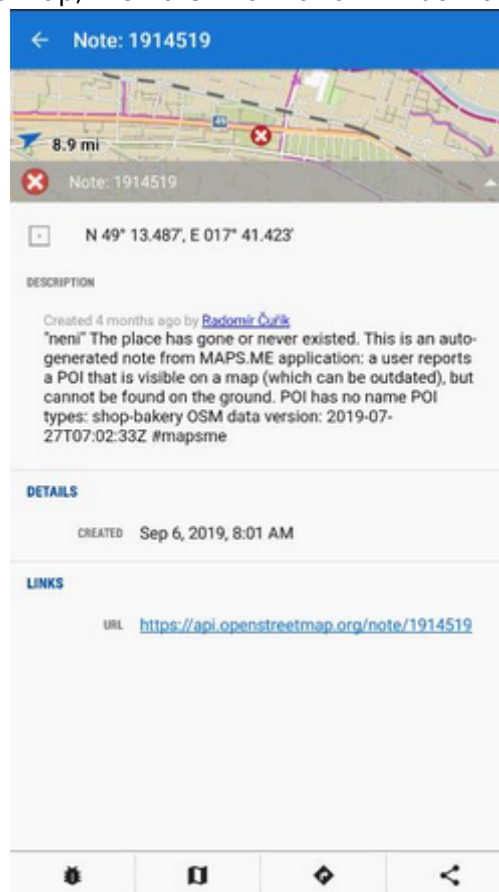 Note: 1914519
49
8.9 mi
Note: 1914519
N 49° 13.487', E 017° 41.423'
DESCRIPTION
Created 4 months ago by Radomír Čuřík
"neni" The place has gone or never existed. This is an auto-
generated note from MAPS.ME application: a user reports
a POI that is visible on a map (which can be outdated), but
cannot be found on the ground. POI has no name POI
types: shop-bakery OSM data version: 2019-07-
27T07:02:33Z #mapsme
DETAILS
CREATED Sep 6, 2019, 8:01 AM
LINKS
URL https://api.openstreetmap.org/note/1914519